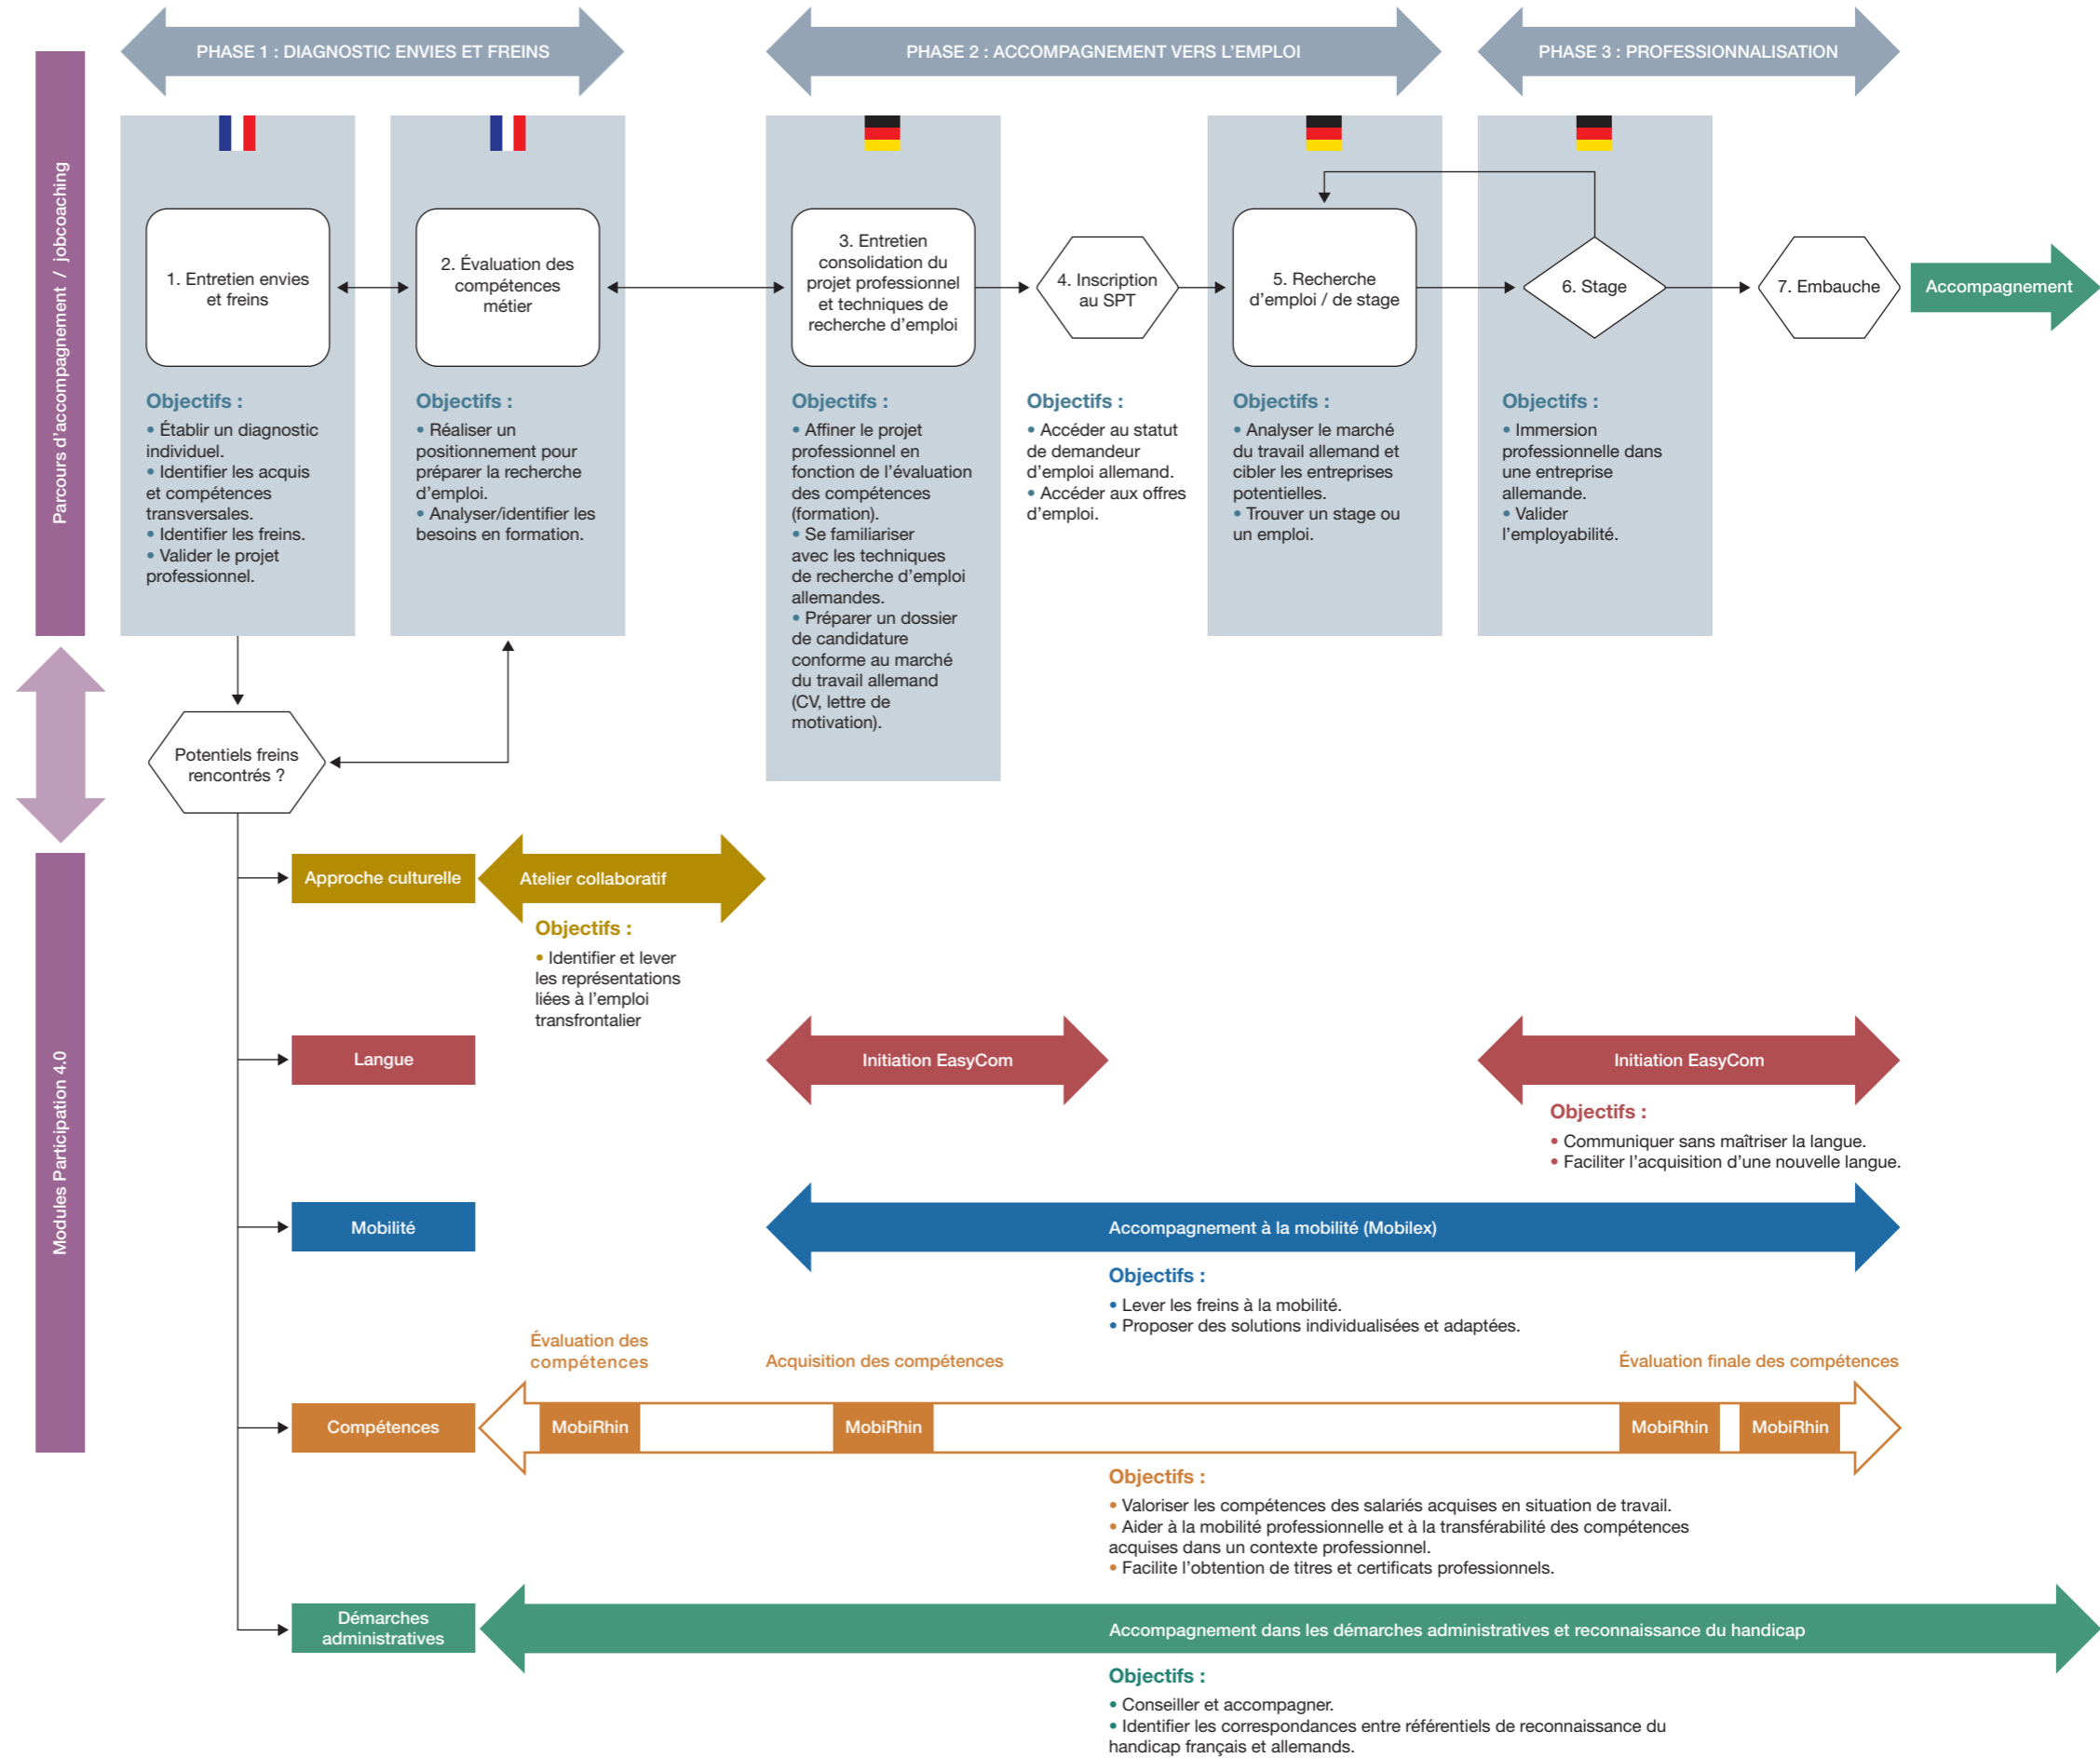 PHASE 1 : DIAGNOSTIC ENVIES ET FREINS
PHASE 2 : ACCOMPAGNEMENT VERS L’EMPLOI
PHASE 3 : PROFESSIONNALISATION
Parcours d’accompagnement / jobcoaching
1. Entretien envies
et freins
2. Évaluation des
compétences
métier
3. Entretien
consolidation du
projet professionnel
et techniques de
recherche d’emploi
4. Inscription
au SPT
5. Recherche
d’emploi / de stage
6. Stage
7. Embauche
Accompagnement
Objectifs :
• Établir un diagnostic
individuel.
• Identifier les acquis
et compétences
transversales.
• Identifier les freins.
• Valider le projet
professionnel.
Objectifs :
• Réaliser un
positionnement pour
préparer la recherche
d’emploi.
• Analyser/identifier les
besoins en formation.
Objectifs :
• Affiner le projet
professionnel en
fonction de l’évaluation
des compétences
(formation).
• Se familiariser
avec les techniques
de recherche d’emploi
allemandes.
• Préparer un dossier
de candidature
conforme au marché
du travail allemand
(CV, lettre de
motivation).
Objectifs :
• Accéder au statut
de demandeur
d’emploi allemand.
• Accéder aux offres
d’emploi.
Objectifs :
• Analyser le marché
du travail allemand et
cibler les entreprises
potentielles.
• Trouver un stage ou
un emploi.
Objectifs :
• Immersion
professionnelle dans
une entreprise
allemande.
• Valider
l’employabilité.
Potentiels freins
rencontrés ?
Modules Participation 4.0
Approche culturelle
Atelier collaboratif
Objectifs :
• Identifier et lever
les représentations
liées à l’emploi
transfrontalier
Langue
Initiation EasyCom
Initiation EasyCom
Objectifs :
• Communiquer sans maîtriser la langue.
• Faciliter l’acquisition d’une nouvelle langue.
Mobilité
Accompagnement à la mobilité (Mobilex)
Objectifs :
• Lever les freins à la mobilité.
• Proposer des solutions individualisées et adaptées.
Évaluation des
compétences
Acquisition des compétences
Évaluation finale des compétences
Compétences
MobiRhin
MobiRhin
MobiRhin
MobiRhin
Objectifs :
• Valoriser les compétences des salariés acquises en situation de travail.
• Aider à la mobilité professionnelle et à la transférabilité des compétences
acquises dans un contexte professionnel.
• Facilite l’obtention de titres et certificats professionnels.
Démarches
administratives
Accompagnement dans les démarches administratives et reconnaissance du handicap
Objectifs :
• Conseiller et accompagner.
• Identifier les correspondances entre référentiels de reconnaissance du
handicap français et allemands.